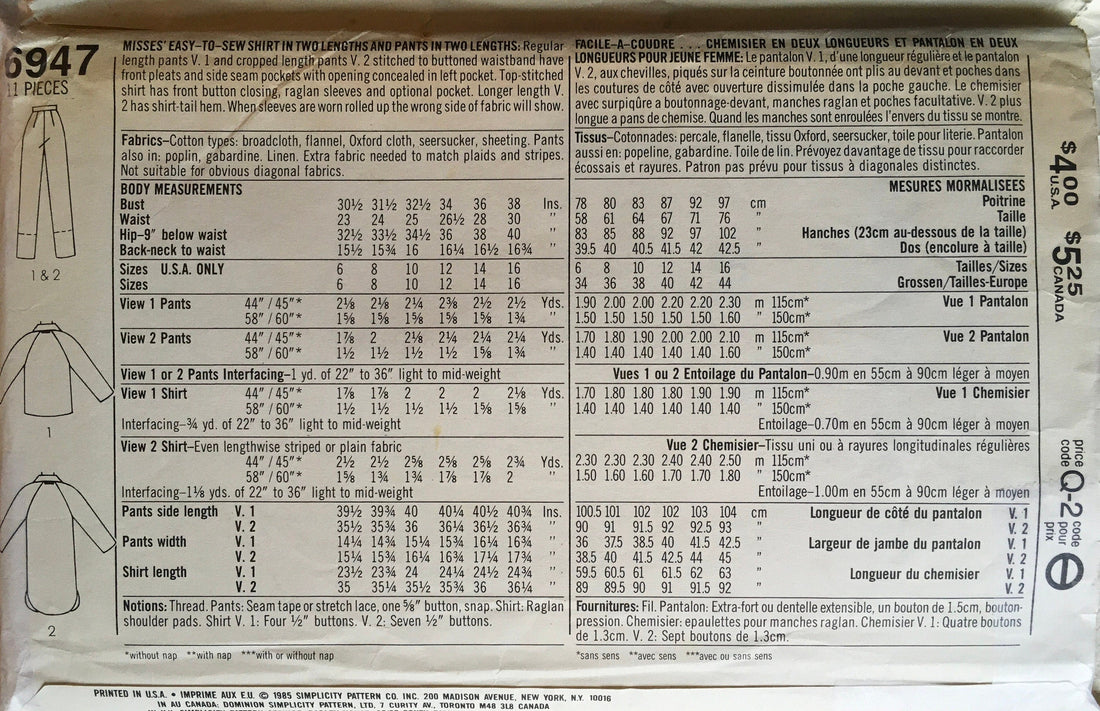 6947
11 PIECES
1 & 2
1
2
MISSES' EASY-TO-SEW SHIRT IN TWO LENGTHS AND PANTS IN TWO LENGTHS: Regular
length pants V. 1 and cropped length pants V. 2 stitched to buttoned waistband have
front pleats and side seam pockets with opening concealed in left pocket. Top-stitched
shirt has front button closing, raglan sleeves and optional pocket. Longer length V.
2 has shirt-tail hem. When sleeves are worn rolled up the wrong side of fabric will show.
Fabrics–Cotton types: broadcloth, flannel, Oxford cloth, seersucker, sheeting. Pants
also in: poplin, gabardine. Linen. Extra fabric needed to match plaids and stripes.
Not suitable for obvious diagonal fabrics.
BODY MEASUREMENTS
Bust 30½ 31½ 32½ 34 36 38 Ins.
Waist 23 24 25 26½ 28 30 "
Hip–9" below waist 32½ 33½ 34½ 36 38 40 "
Back-neck to waist 15½ 15¾ 16 16¼ 16½ 16¾ "
Sizes U.S.A. ONLY 6 8 10 12 14 16
Sizes 6 8 10 12 14 16
View 1 Pants 44" / 45"* 2⅛ 2⅛ 2¼ 2⅜ 2½ 2½ Yds.
58" / 60"* 1⅝ 1⅝ 1⅝ 1⅝ 1⅝ 1¾ "
View 2 Pants 44" / 45"* 1⅞ 2 2⅛ 2¼ 2¼ 2¼ Yds.
58" / 60"* 1½ 1½ 1½ 1½ 1⅝ 1¾ "
View 1 or 2 Pants Interfacing–1 yd. of 22" to 36" light to mid-weight
View 1 Shirt 44" / 45"* 1⅞ 1⅞ 2 2 2 2⅛ Yds.
58" / 60"* 1½ 1½ 1½ 1½ 1⅝ 1⅝ "
Interfacing–¾ yd. of 22" to 36" light to mid-weight
View 2 Shirt–Even lengthwise striped or plain fabric
44" / 45"* 2½ 2½ 2⅝ 2⅝ 2⅝ 2¾ Yds.
58" / 60"* 1⅝ 1¾ 1¾ 1⅞ 1⅞ 2 "
Interfacing–1⅛ yds. of 22" to 36" light to mid-weight
Pants side length V. 1 39½ 39¾ 40 40¼ 40½ 40¾ Ins.
V. 2 35½ 35¾ 36 36¼ 36½ 36¾ "
Pants width V. 1 14¼ 14¾ 15¼ 15¾ 16¼ 16¾ "
V. 2 15¼ 15¾ 16¼ 16¾ 17¼ 17¾ "
Shirt length V. 1 23½ 23¾ 24 24¼ 24½ 24¾ "
V. 2 35 35¼ 35½ 35¾ 36 36¼ "
Notions: Thread. Pants: Seam tape or stretch lace, one ⅝" button, snap. Shirt: Raglan
shoulder pads. Shirt V. 1: Four ½" buttons. V. 2: Seven ½" buttons.
*without nap **with nap ***with or without nap
FACILE-A-COUDRE . . . CHEMISIER EN DEUX LONGUEURS ET PANTALON EN DEUX
LONGUEURS POUR JEUNE FEMME: Le pantalon V. 1, d'une longueur régulière et le pantalon
V. 2, aux chevilles, piqués sur la ceinture boutonnée ont plis au devant et poches dans
les coutures de côté avec ouverture dissimulée dans la poche gauche. Le chemisier
avec surpiqûre a boutonnage-devant, manches raglan et poches facultative. V. 2 plus
longue a pans de chemise. Quand les manches sont enroulées l'envers du tissu se montre.
Tissus–Cotonnades: percale, flanelle, tissu Oxford, seersucker, toile pour literie. Pantalon
aussi en: popeline, gabardine. Toile de lin. Prévoyez davantage de tissu pour raccorder
écossais et rayures. Patron pas prévu pour tissus à diagonales distinctes.
MESURES MORMALISEES
78 80 83 87 92 97 cm Poitrine
58 61 64 67 71 76 " Taille
83 85 88 92 97 102 " Hanches (23cm au-dessous de la taille)
39.5 40 40.5 41.5 42 42.5 " Dos (encolure à taille)
6 8 10 12 14 16 Tailles/Sizes
34 36 38 40 42 44 Grossen/Tailles-Europe
1.90 2.00 2.00 2.20 2.20 2.30 m 115cm* Vue 1 Pantalon
1.50 1.50 1.50 1.50 1.50 1.60 " 150cm*
1.70 1.80 1.90 2.00 2.00 2.10 m 115cm* Vue 2 Pantalon
1.40 1.40 1.40 1.40 1.40 1.60 " 150cm*
Vues 1 ou 2 Entoilage du Pantalon–0.90m en 55cm à 90cm léger à moyen
1.70 1.80 1.80 1.80 1.90 1.90 m 115cm* Vue 1 Chemisier
1.40 1.40 1.40 1.40 1.40 1.40 " 150cm*
Entoilage–0.70m en 55cm à 90cm léger à moyen
Vue 2 Chemisier–Tissu uni ou à rayures longitudinales régulières
2.30 2.30 2.30 2.40 2.40 2.50 m 115cm*
1.50 1.60 1.60 1.70 1.70 1.80 " 150cm*
Entoilage–1.00m en 55cm à 90cm léger à moyen
100.5 101 102 102 103 104 cm Longueur de côté du pantalon V. 1
90 91 91.5 92 92.5 93 " V. 2
36 37.5 38.5 40 41.5 42.5 " Largeur de jambe du pantalon V. 1
38.5 40 41.5 42.5 44 45 " V. 2
59.5 60.5 61 61.5 62 63 " Longueur du chemisier V. 1
89 89.5 90 91 91.5 92 " V. 2
Fournitures: Fil. Pantalon: Extra-fort ou dentelle extensible, un bouton de 1.5cm, bouton-
pression. Chemisier: epaulettes pour manches raglan. Chemisier V. 1: Quatre boutons
de 1.3cm. V. 2: Sept boutons de 1.3cm.
*sans sens **avec sens ***avec ou sans sens
$4.00 U.S.A.
$5.25 CANADA
price code Q-2 code pour prix
PRINTED IN U.S.A. • IMPRIME AUX E.U. © 1985 SIMPLICITY PATTERN CO. INC. 200 MADISON AVENUE, NEW YORK, N.Y. 10016
IN AU CANADA: DOMINION SIMPLICITY PATTERN, LTD, 7 CURITY AV., TORONTO M4B 3L8 CANADA